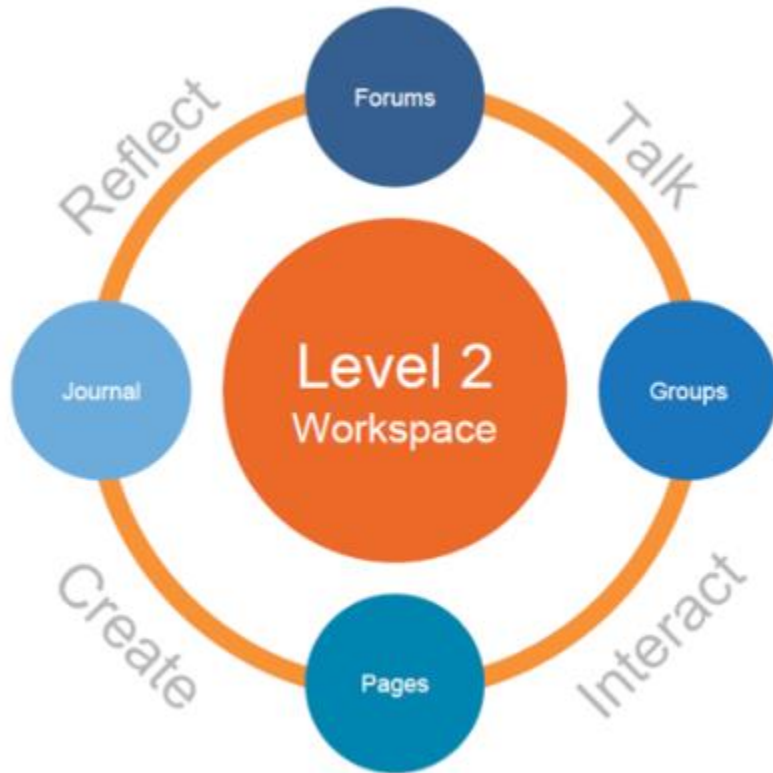 Forums
Reflect
Talk
Level 2
Workspace
Journal
Groups
Create
Interact
Pages